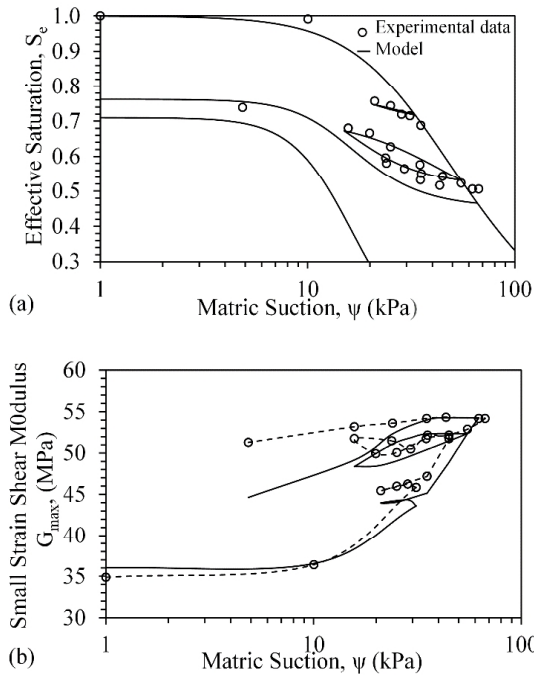 1.0
0.9
0.8
0.7
0.6
0.5
0.4
0.3
Effective Saturation, S_e
Experimental data
Model
1
10
100
Matric Suction, ψ (kPa)
(a)
60
55
50
45
40
35
30
Small Strain Shear M0dulus
G_max, (MPa)
1
10
100
Matric Suction, ψ (kPa)
(b)